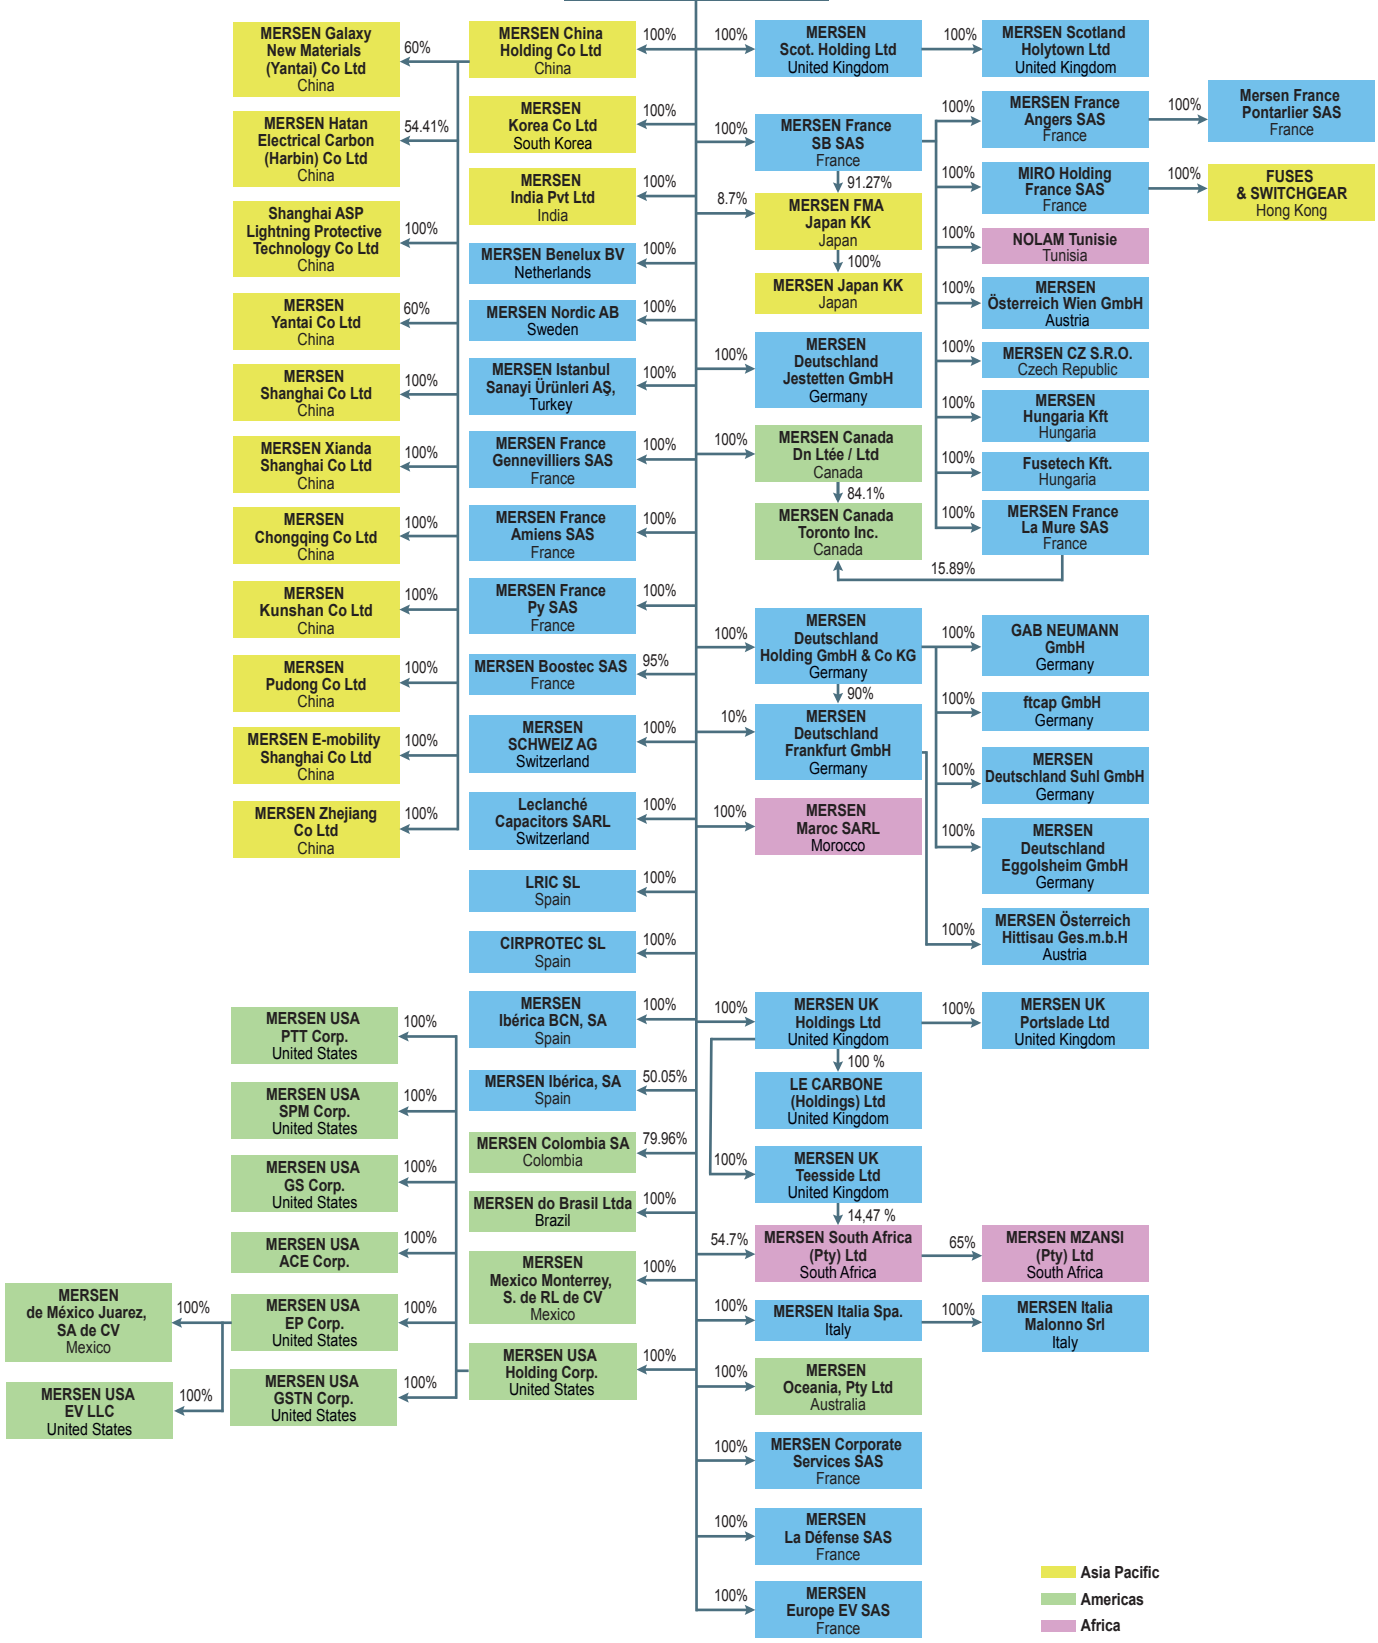 MERSEN Galaxy
New Materials
(Yantai) Co Ltd
China
60%
MERSEN Hatan
Electrical Carbon
(Harbin) Co Ltd
China
54.41%
Shanghai ASP
Lightning Protective
Technology Co Ltd
China
100%
MERSEN
Yantai Co Ltd
China
60%
MERSEN
Shanghai Co Ltd
China
100%
MERSEN Xianda
Shanghai Co Ltd
China
100%
MERSEN
Chongqing Co Ltd
China
100%
MERSEN
Kunshan Co Ltd
China
100%
MERSEN
Pudong Co Ltd
China
100%
MERSEN E-mobility
Shanghai Co Ltd
China
100%
MERSEN Zhejiang
Co Ltd
China
100%
MERSEN USA
PTT Corp.
United States
100%
MERSEN USA
SPM Corp.
United States
100%
MERSEN USA
GS Corp.
United States
100%
MERSEN USA
ACE Corp.
100%
MERSEN
de México Juarez,
SA de CV
Mexico
100%
MERSEN USA
EP Corp.
United States
100%
MERSEN USA
EV LLC
United States
100%
MERSEN USA
GSTN Corp.
United States
100%
MERSEN China
Holding Co Ltd
China
100%
MERSEN
Korea Co Ltd
South Korea
100%
MERSEN
India Pvt Ltd
India
100%
MERSEN Benelux BV
Netherlands
100%
MERSEN Nordic AB
Sweden
100%
MERSEN Istanbul
Sanayi Ürünleri AŞ,
Turkey
100%
MERSEN France
Gennevilliers SAS
France
100%
MERSEN France
Amiens SAS
France
100%
MERSEN France
Py SAS
France
100%
MERSEN Boostec SAS
France
95%
MERSEN
SCHWEIZ AG
Switzerland
100%
Leclanché
Capacitors SARL
Switzerland
100%
LRIC SL
Spain
100%
CIRPROTEC SL
Spain
100%
MERSEN
Ibérica BCN, SA
Spain
100%
MERSEN Ibérica, SA
Spain
50.05%
MERSEN Colombia SA
Colombia
79.96%
MERSEN do Brasil Ltda
Brazil
100%
MERSEN
Mexico Monterrey,
S. de RL de CV
Mexico
100%
MERSEN USA
Holding Corp.
United States
100%
100%
MERSEN
Scot. Holding Ltd
United Kingdom
100%
MERSEN Scotland
Holytown Ltd
United Kingdom
100%
MERSEN France
SB SAS
France
91.27%
8.7%
MERSEN FMA
Japan KK
Japan
100%
MERSEN Japan KK
Japan
100%
MERSEN France
Angers SAS
France
100%
Mersen France
Pontarlier SAS
France
100%
MIRO Holding
France SAS
France
100%
FUSES
& SWITCHGEAR
Hong Kong
100%
NOLAM Tunisie
Tunisia
100%
MERSEN
Österreich Wien GmbH
Austria
100%
MERSEN CZ S.R.O.
Czech Republic
100%
MERSEN
Hungaria Kft
Hungaria
100%
Fusetech Kft.
Hungaria
100%
MERSEN France
La Mure SAS
France
15.89%
100%
MERSEN
Deutschland
Jestetten GmbH
Germany
100%
MERSEN Canada
Dn Ltée / Ltd
Canada
84.1%
MERSEN Canada
Toronto Inc.
Canada
100%
MERSEN
Deutschland
Holding GmbH & Co KG
Germany
90%
10%
MERSEN
Deutschland
Frankfurt GmbH
Germany
100%
GAB NEUMANN
GmbH
Germany
100%
ftcap GmbH
Germany
100%
MERSEN
Deutschland Suhl GmbH
Germany
100%
MERSEN
Deutschland
Eggolsheim GmbH
Germany
100%
MERSEN Österreich
Hittisau Ges.m.b.H
Austria
100%
MERSEN
Maroc SARL
Morocco
100%
MERSEN UK
Holdings Ltd
United Kingdom
100%
MERSEN UK
Portslade Ltd
United Kingdom
100 %
LE CARBONE
(Holdings) Ltd
United Kingdom
100%
MERSEN UK
Teesside Ltd
United Kingdom
14,47 %
54.7%
MERSEN South Africa
(Pty) Ltd
South Africa
65%
MERSEN MZANSI
(Pty) Ltd
South Africa
100%
MERSEN Italia Spa.
Italy
100%
MERSEN Italia
Malonno Srl
Italy
100%
MERSEN
Oceania, Pty Ltd
Australia
100%
MERSEN Corporate
Services SAS
France
100%
MERSEN
La Défense SAS
France
100%
MERSEN
Europe EV SAS
France
Asia Pacific
Americas
Africa